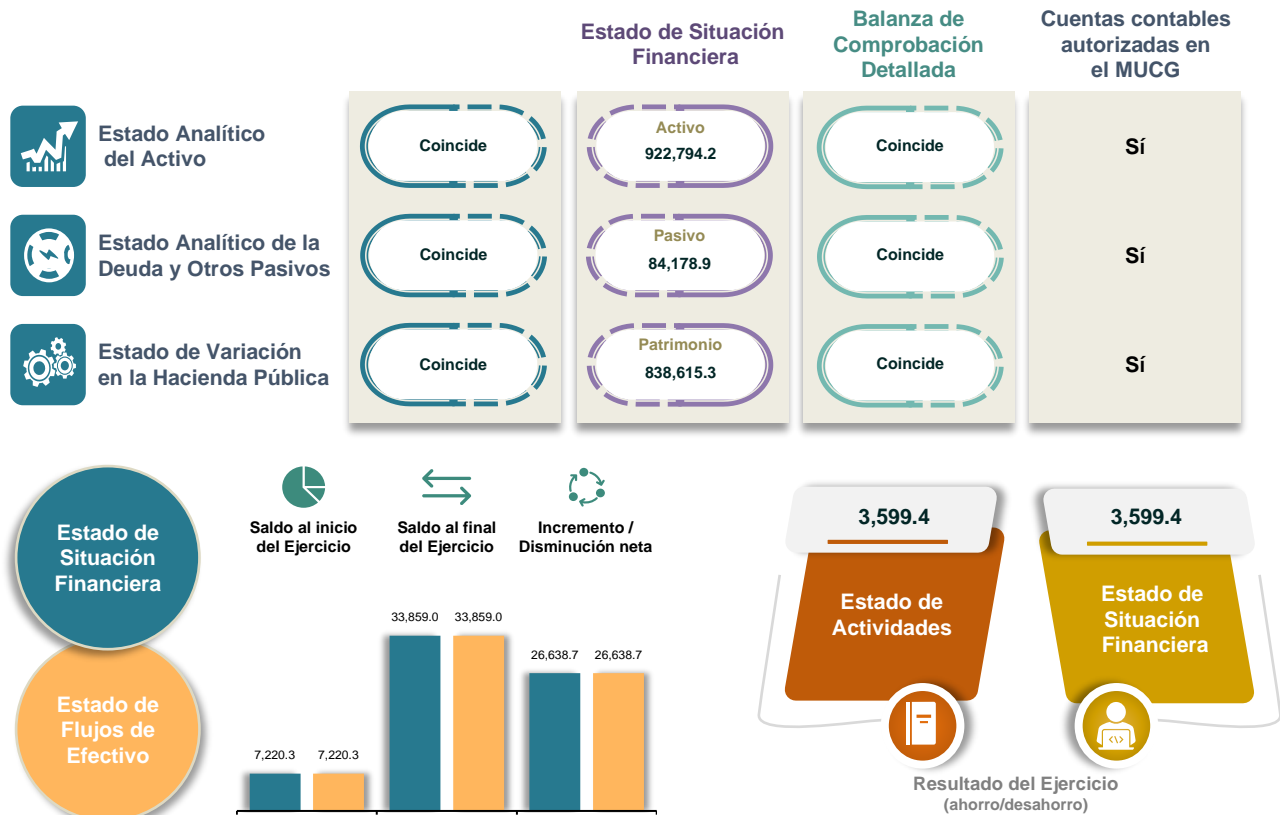 Estado de Situación
Financiera
Balanza de
Comprobación
Detallada
Cuentas contables
autorizadas en
el MUCG
Estado Analítico
del Activo
Coincide
Activo
922,794.2
Coincide
Sí
Estado Analítico de la
Deuda y Otros Pasivos
Coincide
Pasivo
84,178.9
Coincide
Sí
Estado de Variación
en la Hacienda Pública
Coincide
Patrimonio
838,615.3
Coincide
Sí
Estado de
Situación
Financiera
Estado de
Flujos de
Efectivo
Saldo al inicio
del Ejercicio
Saldo al final
del Ejercicio
Incremento /
Disminución neta
7,220.3 7,220.3
33,859.0 33,859.0
26,638.7 26,638.7
3,599.4
Estado de
Actividades
3,599.4
Estado de
Situación
Financiera
Resultado del Ejercicio
(ahorro/desahorro)